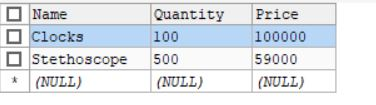 Name Quantity Price
Clocks 100 100000
Stethoscope 500 59000
* (NULL) (NULL) (NULL)